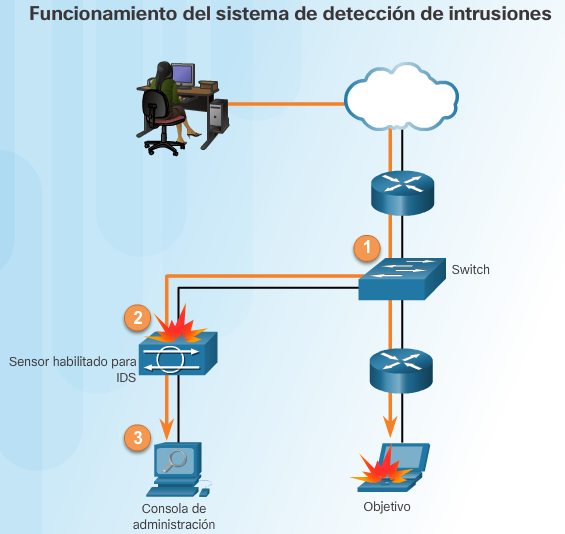 Funcionamiento del sistema de detección de intrusiones
1
Switch
2
Sensor habilitado para
IDS
3
Consola de
administración
Objetivo